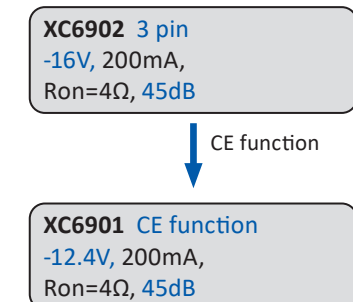 XC6902 3 pin
-16V, 200mA,
Ron=4Ω, 45dB
CE function
XC6901 CE function
-12.4V, 200mA,
Ron=4Ω, 45dB